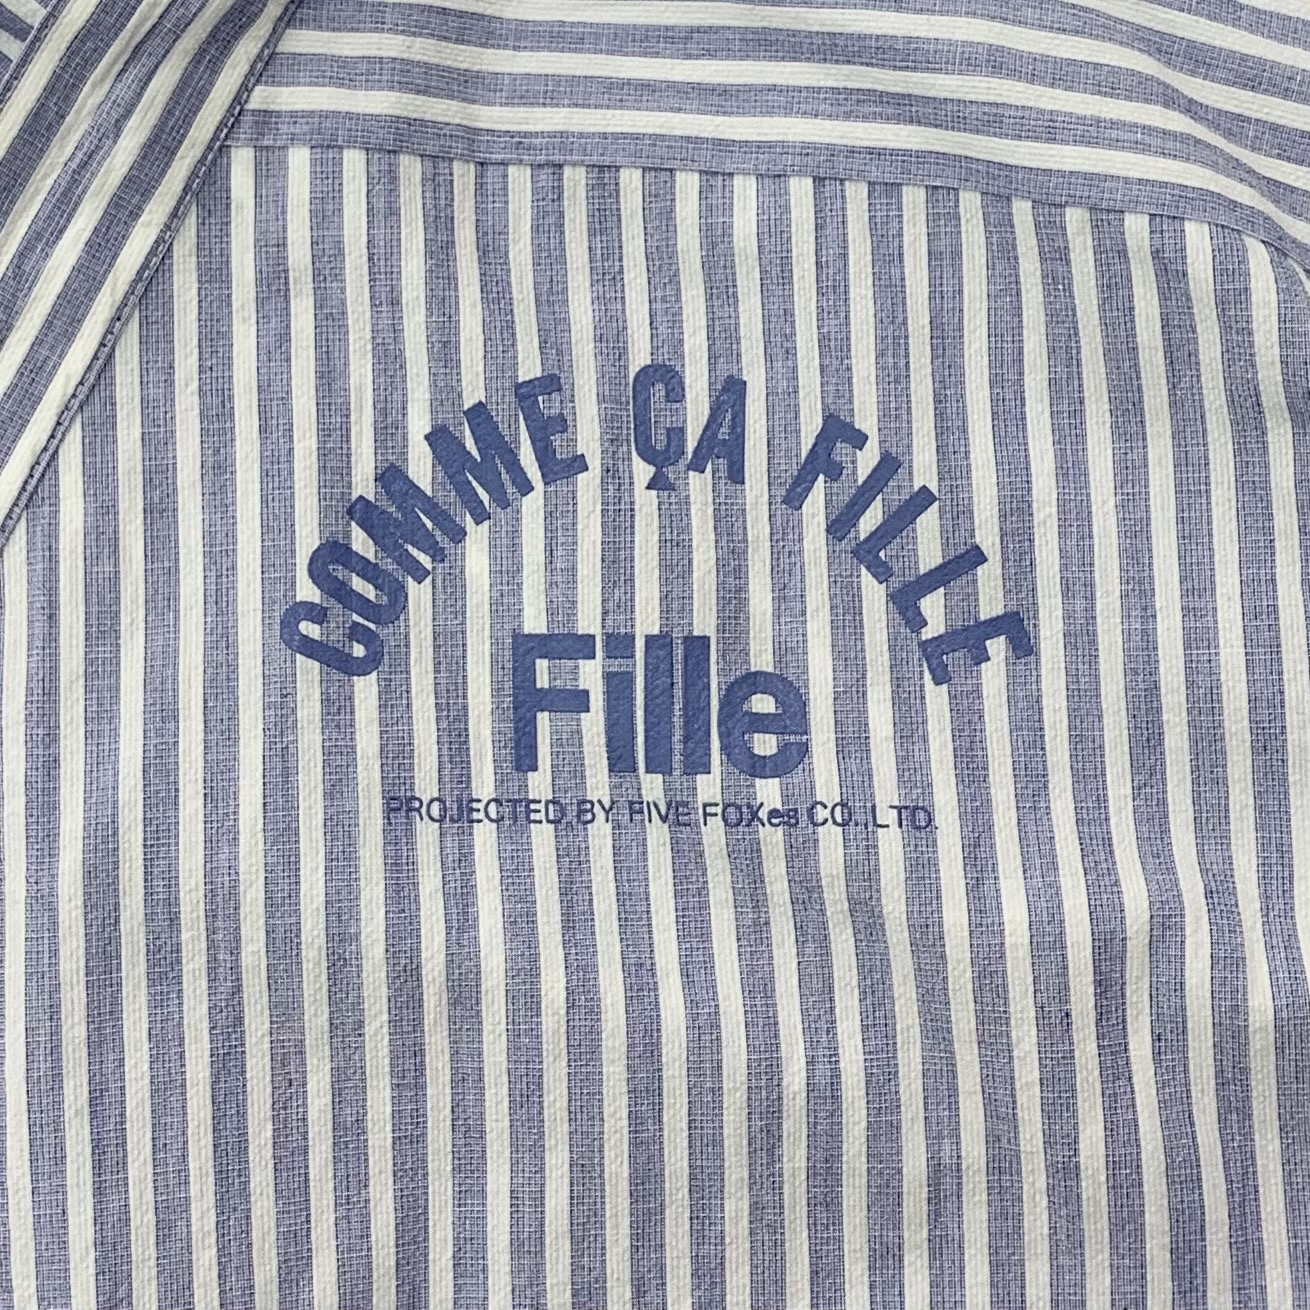 COMME ÇA FILLE
Fille
PROJECTED BY FIVE FOXes CO.,LTD.